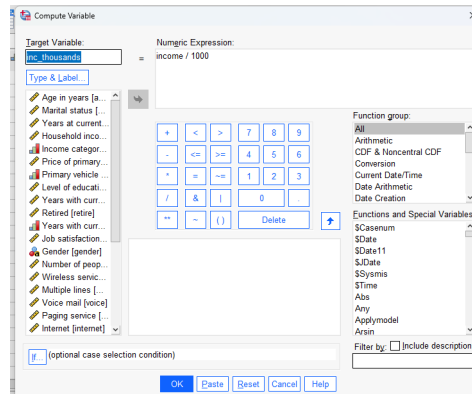 Compute Variable
Target Variable:
inc_thousands
=
Numeric Expression:
income / 1000
Type & Label...
Age in years [a...
Marital status [...
Years at current...
Household inco...
Income categor...
Price of primary...
Primary vehicle ...
Level of educati...
Years with curr...
Retired [retire]
Years with curr...
Job satisfaction...
Gender [gender]
Number of peop...
Wireless servic...
Multiple lines [...
Voice mail [voice]
Paging service [...
Internet [internet]
+ < > 7 8 9
- <= >= 4 5 6
* = ~= 1 2 3
/ & | 0 .
** ~ ( ) Delete
Function group:
All
Arithmetic
CDF & Noncentral CDF
Conversion
Current Date/Time
Date Arithmetic
Date Creation
Functions and Special Variables
$Casenum
$Date
$Date11
$JDate
$Sysmis
$Time
Abs
Any
Applymodel
Arsin
Filter by: Include description
If... (optional case selection condition)
OK Paste Reset Cancel Help